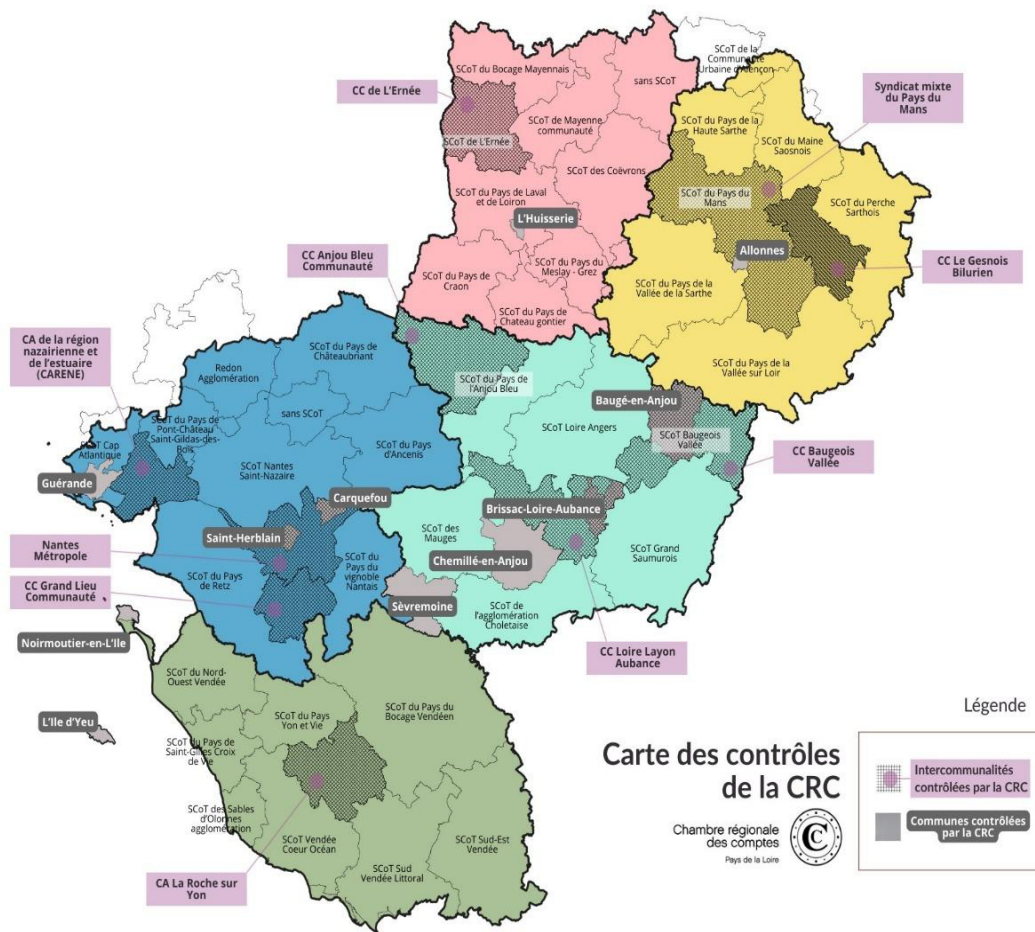 SCoT de la
Communauté
Urbaine d'Alençon
SCoT du Bocage Mayennais
sans SCoT
CC de L'Ernée
Syndicat mixte
du Pays du
Mans
SCoT de Mayenne
communauté
SCoT du Pays de la
Haute Sarthe
SCoT du Maine
Saosnois
SCoT de L'Ernée
SCoT des Coëvrons
SCoT du Pays du
Mans
SCoT du Pays de Laval
et de Loiron
SCoT du Perche
Sarthois
L'Huisserie
Allonnes
CC Anjou Bleu
Communauté
SCoT du Pays de
Craon
SCoT du Pays du
Meslay - Grez
CC Le Gesnois
Bilurien
SCoT du Pays de la
Vallée de la Sarthe
SCoT du Pays de
Chateau gontier
CA de la région
nazairienne et
de l'estuaire
(CARENE)
SCoT du Pays de
Châteaubriant
Redon
Agglomération
SCoT du Pays de
l'Anjou Bleu
SCoT du Pays de la
Vallée sur Loir
Baugé-en-Anjou
SCoT du Pays de
Pont-Château
Saint-Gildas-des-
Bois
sans SCoT
SCoT Loire Angers
SCoT Baugeois
Vallée
SCoT Cap
Atlantique
SCoT du Pays
d'Ancenis
CC Baugeois
Vallée
SCoT Nantes
Saint-Nazaire
Guérande
Carquefou
Brissac-Loire-Aubance
Saint-Herblain
SCoT des
Mauges
Nantes
Métropole
SCoT Grand
Saumurois
Chemillé-en-Anjou
SCoT du
Pays du
vignoble
Nantais
SCoT du Pays
de Retz
CC Grand Lieu
Communauté
Sèvremoine
SCoT de
l'agglomération
Choletaise
Noirmoutier-en-L'Ile
CC Loire Layon
Aubance
SCoT du Nord-
Ouest Vendée
SCoT du Pays
Yon et Vie
SCoT du Pays du
Bocage Vendéen
L'Ile d'Yeu
SCoT du Pays de
Saint-Gilles Croix
de Vie
SCoT des Sables
d'Olonnes
agglomération
SCoT Vendée
Coeur Océan
SCoT Sud-Est
Vendée
SCoT Sud
Vendée Littoral
CA La Roche sur
Yon
Légende
Carte des contrôles
de la CRC
Chambre régionale
des comptes
Pays de la Loire
CC
Intercommunalités
contrôlées par la CRC
Communes contrôlées
par la CRC